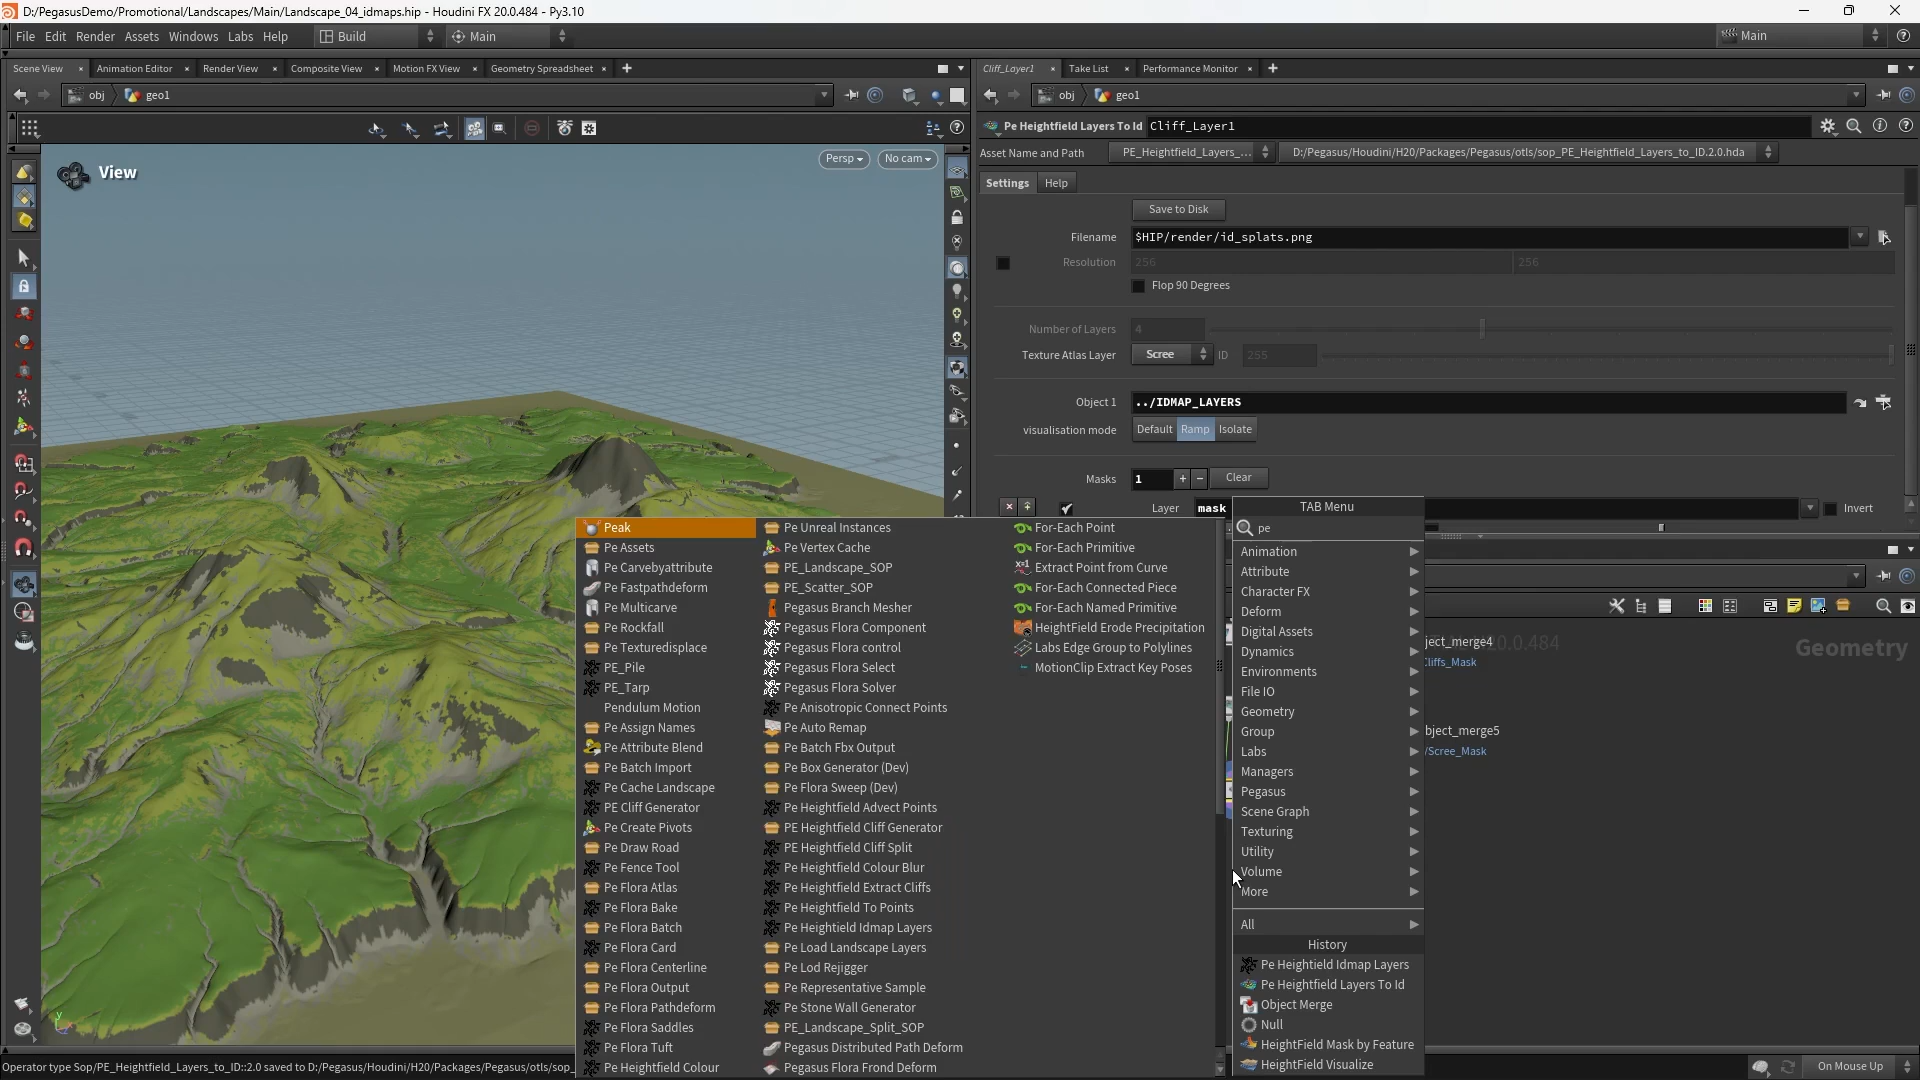 D:/PegasusDemo/Promotional/Landscapes/Main/Landscape_04_idmaps.hip - Houdini FX 20.0.484 - Py3.10
File Edit Render Assets Windows Labs Help Build Main Main
Scene View Animation Editor Render View Composite View Motion FX View Geometry Spreadsheet
Cliff_Layer1 Take List Performance Monitor
obj geo1
obj geo1
Pe Heightfield Layers To Id Cliff_Layer1
Asset Name and Path PE_Heightfield_Layers_... D:/Pegasus/Houdini/H20/Packages/Pegasus/otls/sop_PE_Heightfield_Layers_to_ID.2.0.hda
View
Persp No cam
Settings Help
Save to Disk
Filename $HIP/render/id_splats.png
Resolution 256 256
Flop 90 Degrees
Number of Layers 4
Texture Atlas Layer Scree ID 255
Object 1 ../IDMAP_LAYERS
visualisation mode Default Ramp Isolate
Masks 1 + − Clear
Layer mask Invert
TAB Menu
pe
Animation
Attribute
Character FX
Deform
Digital Assets
Dynamics
Environments
File IO
Geometry
Group
Labs
Managers
Pegasus
Scene Graph
Texturing
Utility
Volume
More
All
History
Pe Heightfield Idmap Layers
Pe Heightfield Layers To Id
Object Merge
Null
HeightField Mask by Feature
HeightField Visualize
Peak
Pe Assets
Pe Carvebyattribute
Pe Fastpathdeform
Pe Multicarve
Pe Rockfall
Pe Texturedisplace
PE_Pile
PE_Tarp
Pendulum Motion
Pe Assign Names
Pe Attribute Blend
Pe Batch Import
Pe Cache Landscape
PE Cliff Generator
Pe Create Pivots
Pe Draw Road
Pe Fence Tool
Pe Flora Atlas
Pe Flora Bake
Pe Flora Batch
Pe Flora Card
Pe Flora Centerline
Pe Flora Output
Pe Flora Pathdeform
Pe Flora Saddles
Pe Flora Tuft
Pe Heightfield Colour
Pe Unreal Instances
Pe Vertex Cache
PE_Landscape_SOP
PE_Scatter_SOP
Pegasus Branch Mesher
Pegasus Flora Component
Pegasus Flora control
Pegasus Flora Select
Pegasus Flora Solver
Pe Anisotropic Connect Points
Pe Auto Remap
Pe Batch Fbx Output
Pe Box Generator (Dev)
Pe Flora Sweep (Dev)
Pe Heightfield Advect Points
PE Heightfield Cliff Generator
PE Heightfield Cliff Split
Pe Heightfield Colour Blur
Pe Heightfield Extract Cliffs
Pe Heightfield To Points
Pe Heightield Idmap Layers
Pe Load Landscape Layers
Pe Lod Rejigger
Pe Representative Sample
Pe Stone Wall Generator
PE_Landscape_Split_SOP
Pegasus Distributed Path Deform
Pegasus Flora Frond Deform
For-Each Point
For-Each Primitive
Extract Point from Curve
For-Each Connected Piece
For-Each Named Primitive
HeightField Erode Precipitation
Labs Edge Group to Polylines
MotionClip Extract Key Poses
ject_merge4
20.0.484
Cliffs_Mask
Geometry
bject_merge5
/Scree_Mask
y
Operator type Sop/PE_Heightfield_Layers_to_ID::2.0 saved to D:/Pegasus/Houdini/H20/Packages/Pegasus/otls/sop_
On Mouse Up